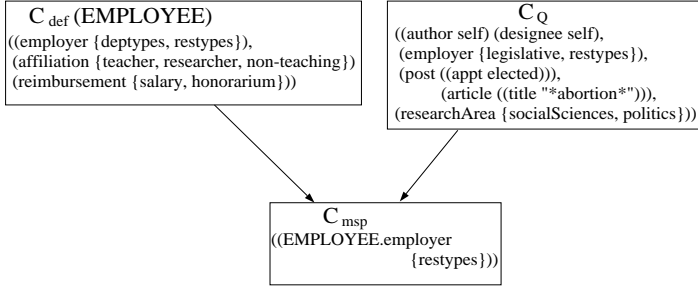 C def (EMPLOYEE)
((employer {deptypes, restypes}),
(affiliation {teacher, researcher, non-teaching})
(reimbursement {salary, honorarium}))
C Q
((author self) (designee self),
(employer {legislative, restypes}),
(post ((appt elected))),
(article ((title "*abortion*"))),
(researchArea {socialSciences, politics}))
C msp
((EMPLOYEE.employer
{restypes}))